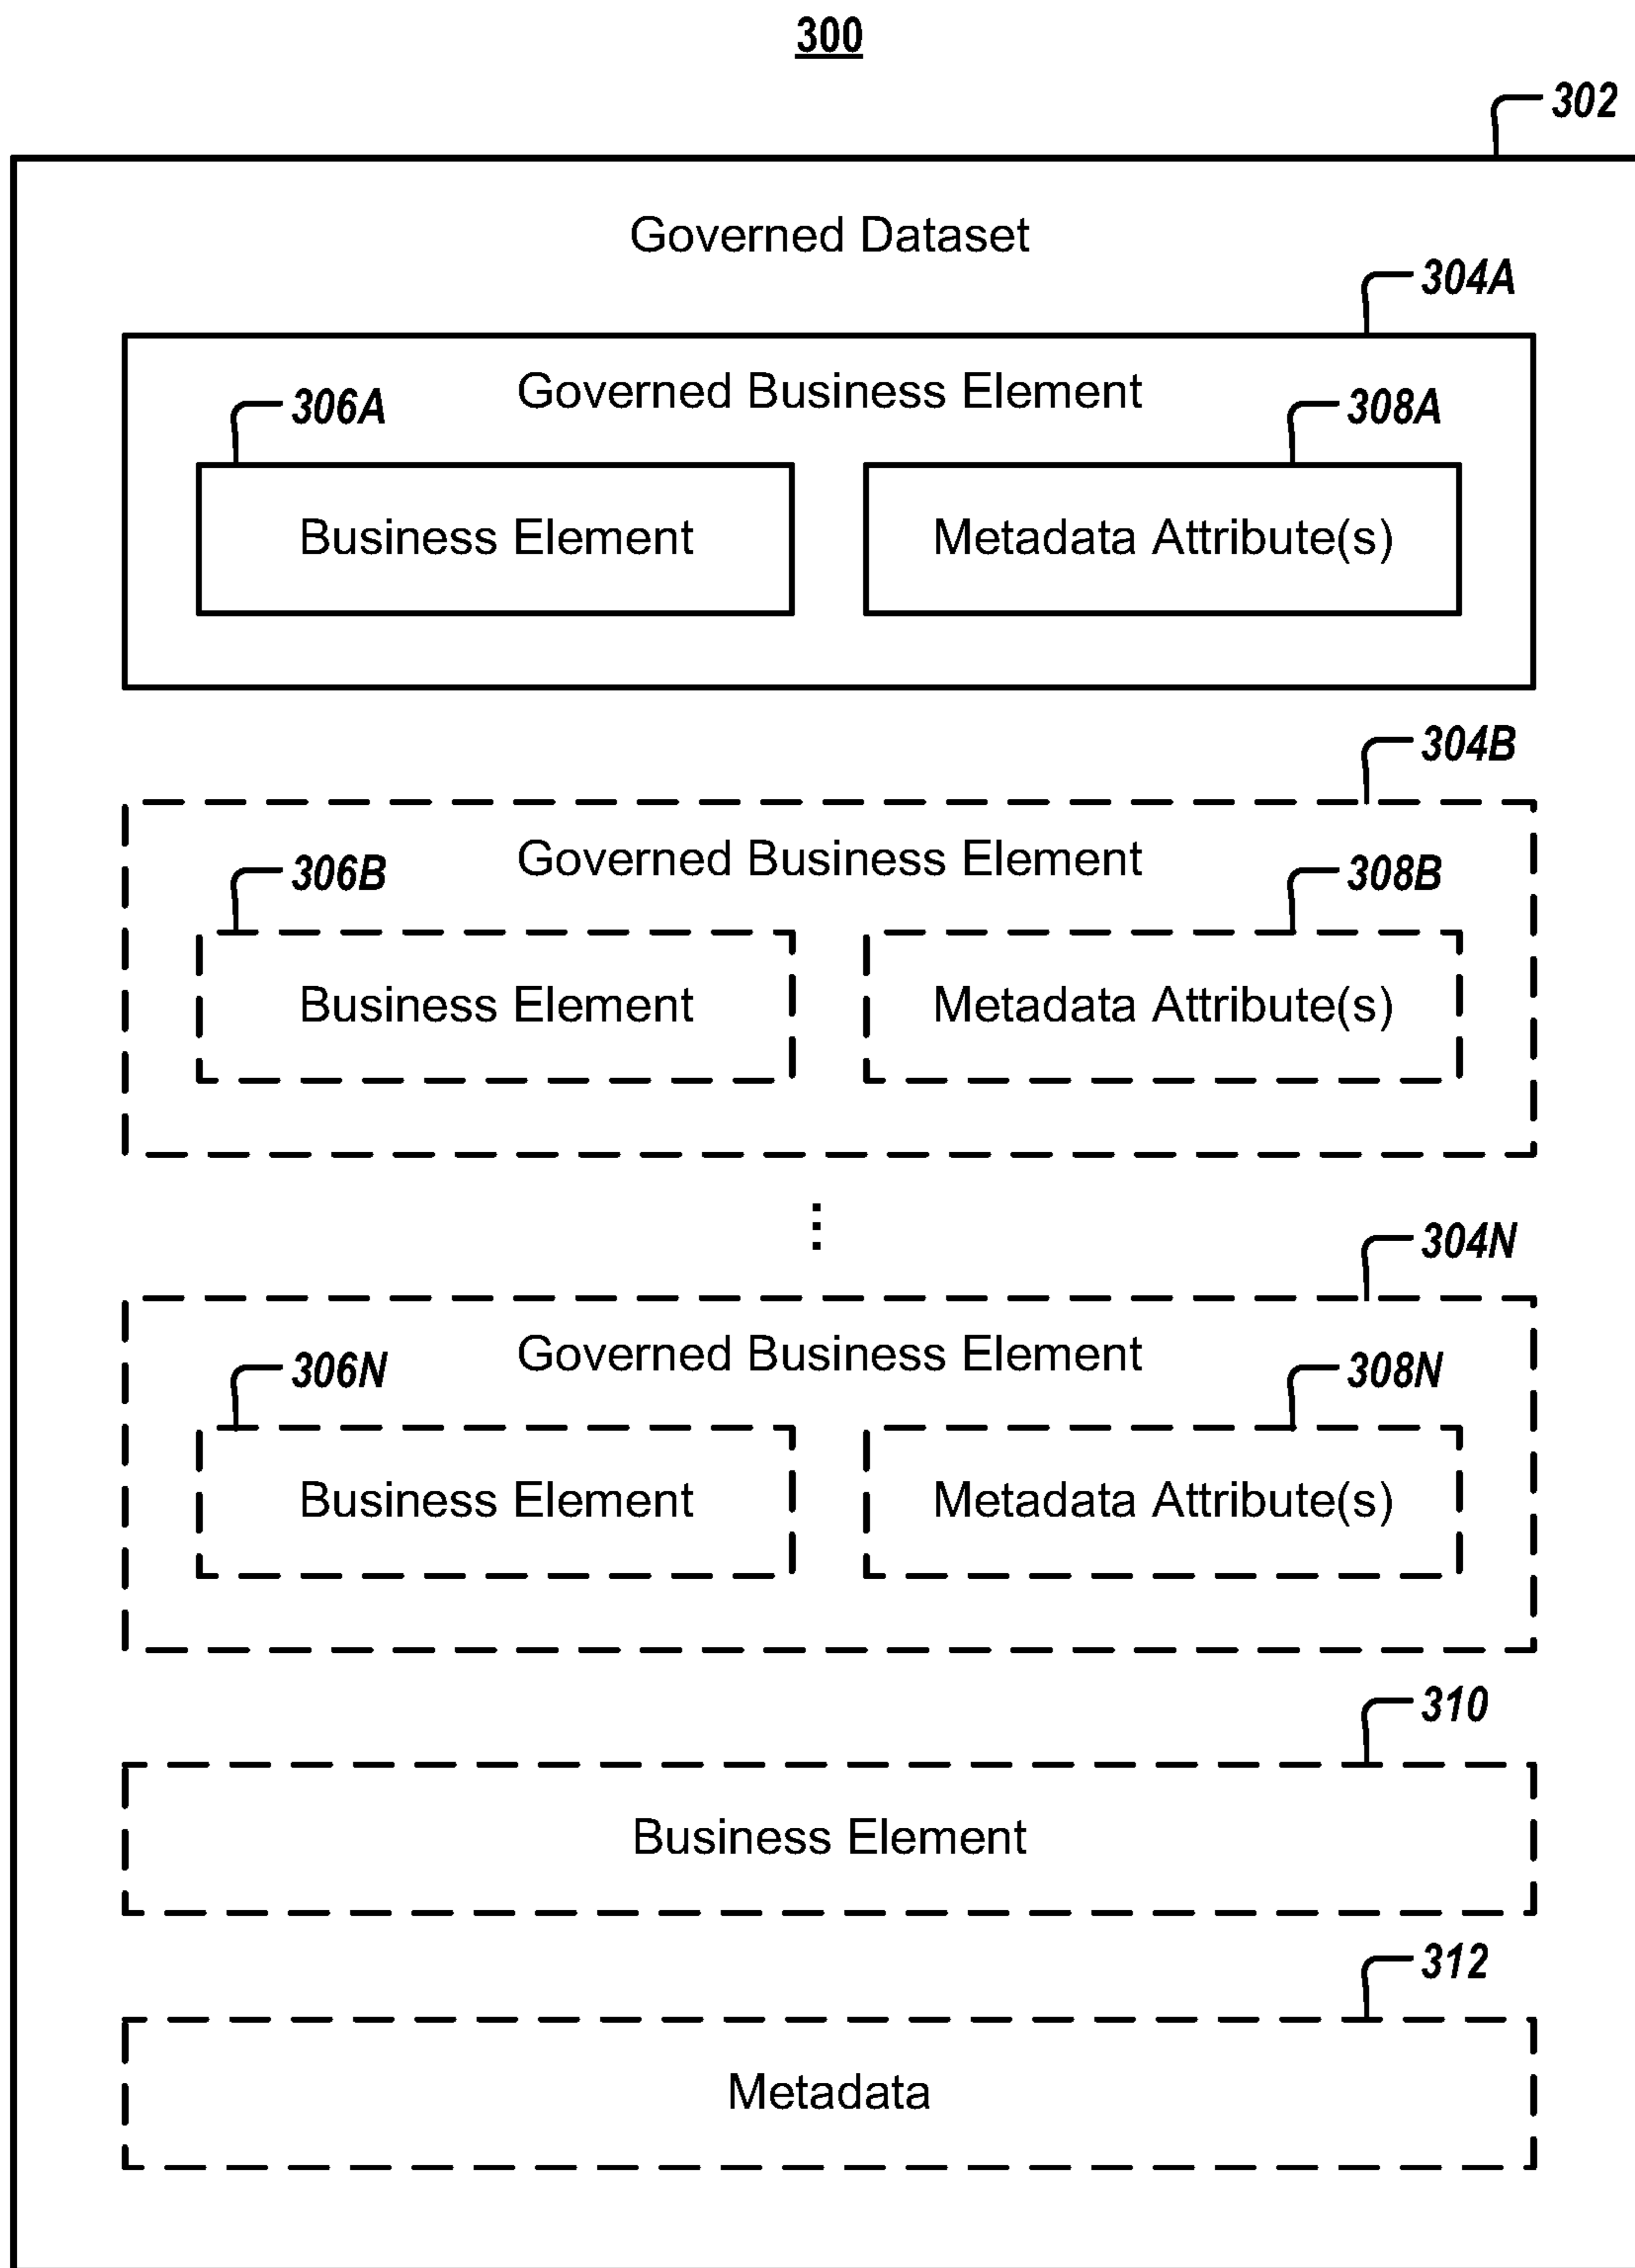 300
302
Governed Dataset
304A
Governed Business Element
306A
308A
Business Element
Metadata Attribute(s)
304B
Governed Business Element
306B
308B
Business Element
Metadata Attribute(s)
304N
Governed Business Element
306N
308N
Business Element
Metadata Attribute(s)
310
Business Element
312
Metadata